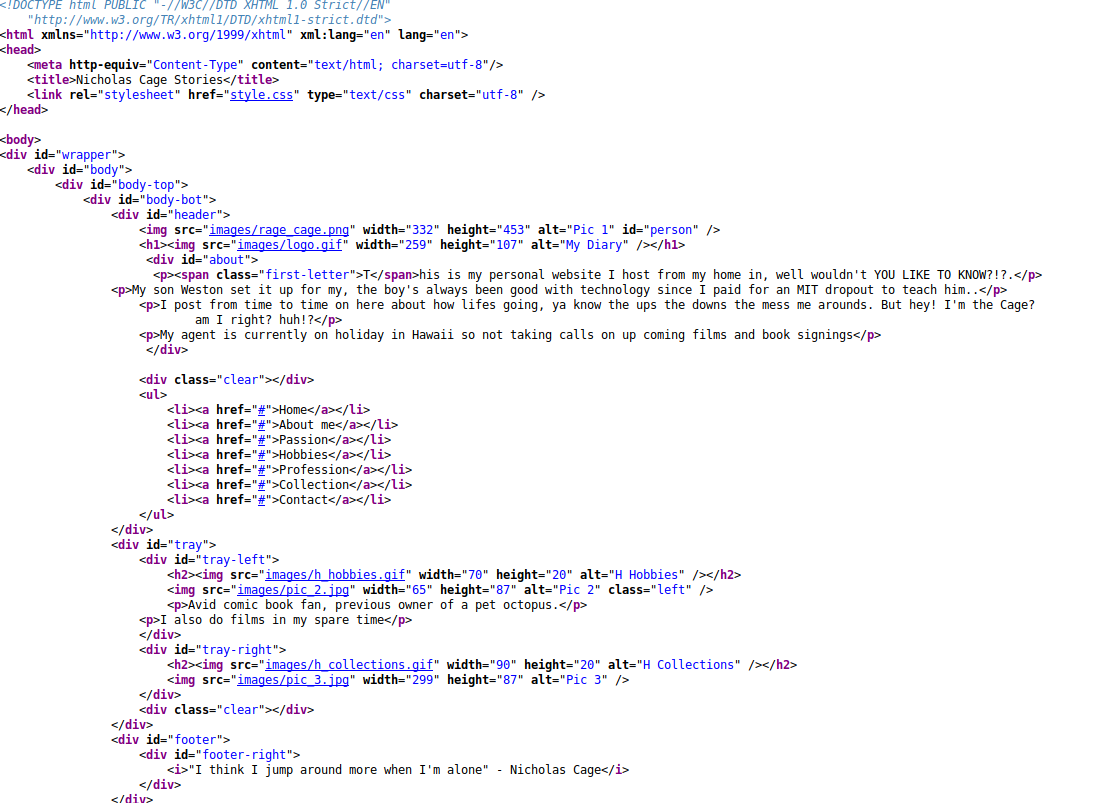 <!DOCTYPE html PUBLIC "-//W3C//DTD XHTML 1.0 Strict//EN"
"http://www.w3.org/TR/xhtml1/DTD/xhtml1-strict.dtd">
<html xmlns="http://www.w3.org/1999/xhtml" xml:lang="en" lang="en">
<head>
<meta http-equiv="Content-Type" content="text/html; charset=utf-8"/>
<title>Nicholas Cage Stories</title>
<link rel="stylesheet" href="style.css" type="text/css" charset="utf-8" />
</head>
<body>
<div id="wrapper">
<div id="body">
<div id="body-top">
<div id="body-bot">
<div id="header">
<img src="images/rage_cage.png" width="332" height="453" alt="Pic 1" id="person" />
<h1><img src="images/logo.gif" width="259" height="107" alt="My Diary" /></h1>
<div id="about">
<p><span class="first-letter">T</span>his is my personal website I host from my home in, well wouldn't YOU LIKE TO KNOW?!?.</p>
<p>My son Weston set it up for my, the boy's always been good with technology since I paid for an MIT dropout to teach him..</p>
<p>I post from time to time on here about how lifes going, ya know the ups the downs the mess me arounds. But hey! I'm the Cage?
am I right? huh!?</p>
<p>My agent is currently on holiday in Hawaii so not taking calls on up coming films and book signings</p>
</div>
<div class="clear"></div>
<ul>
<li><a href="#">Home</a></li>
<li><a href="#">About me</a></li>
<li><a href="#">Passion</a></li>
<li><a href="#">Hobbies</a></li>
<li><a href="#">Profession</a></li>
<li><a href="#">Collection</a></li>
<li><a href="#">Contact</a></li>
</ul>
</div>
<div id="tray">
<div id="tray-left">
<h2><img src="images/h_hobbies.gif" width="70" height="20" alt="H Hobbies" /></h2>
<img src="images/pic_2.jpg" width="65" height="87" alt="Pic 2" class="left" />
<p>Avid comic book fan, previous owner of a pet octopus.</p>
<p>I also do films in my spare time</p>
</div>
<div id="tray-right">
<h2><img src="images/h_collections.gif" width="90" height="20" alt="H Collections" /></h2>
<img src="images/pic_3.jpg" width="299" height="87" alt="Pic 3" />
</div>
<div class="clear"></div>
</div>
<div id="footer">
<div id="footer-right">
<i>"I think I jump around more when I'm alone" - Nicholas Cage</i>
</div>
</div>